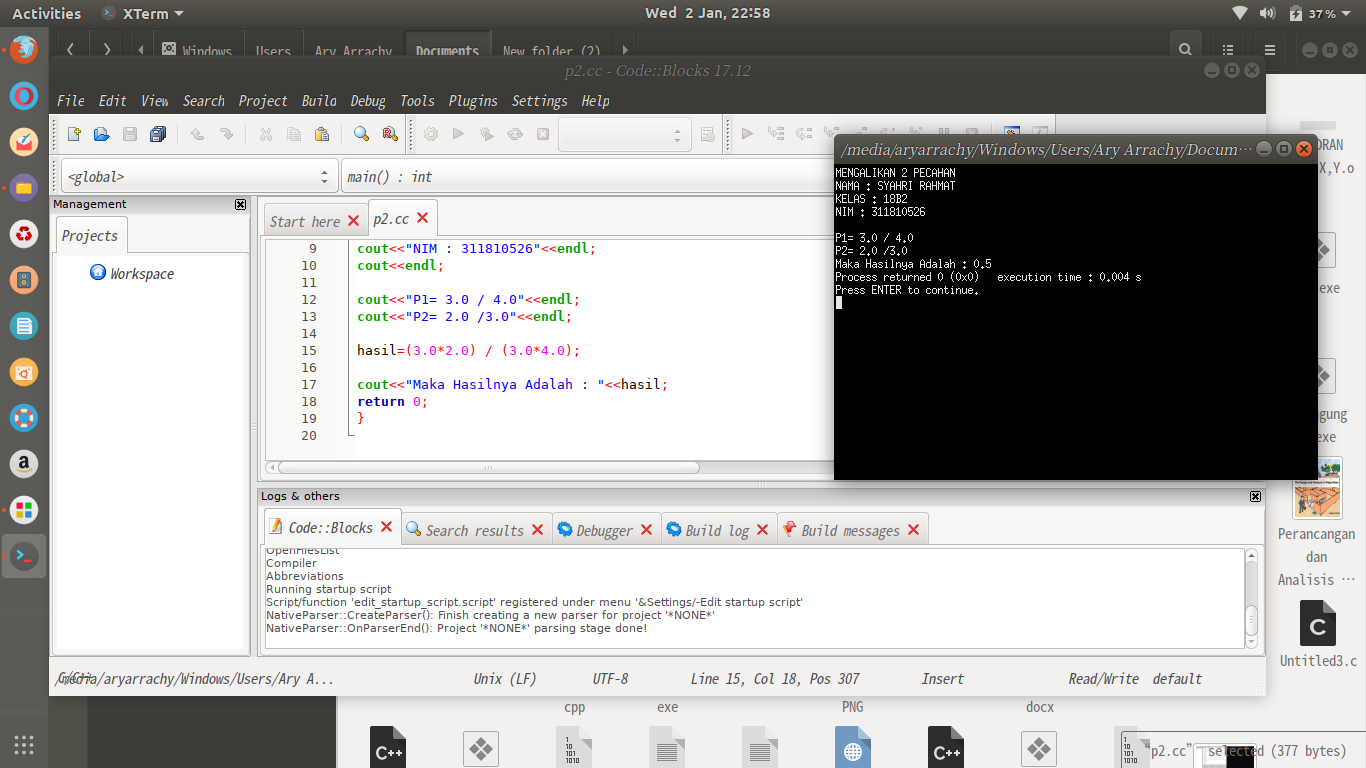 Activities XTerm Wed 2 Jan, 22:58 37%
Windows Users Ary Arrachy Documents New folder (2)
p2.cc - Code::Blocks 17.12
File Edit View Search Project Build Debug Tools Plugins Settings Help
<global> main() : int
Management
Projects
Workspace
Start here p2.cc
9 cout<<"NIM : 311810526"<<endl;
10 cout<<endl;
11
12 cout<<"P1= 3.0 / 4.0"<<endl;
13 cout<<"P2= 2.0 /3.0"<<endl;
14
15 hasil=(3.0*2.0) / (3.0*4.0);
16
17 cout<<"Maka Hasilnya Adalah : "<<hasil;
18 return 0;
19 }
20
/media/aryarrachy/Windows/Users/Ary Arrachy/Docum...
MENGALIKAN 2 PECAHAN
NAMA : SYAHRI RAHMAT
KELAS : 18B2
NIM : 311810526
P1= 3.0 / 4.0
P2= 2.0 /3.0
Maka Hasilnya Adalah : 0.5
Process returned 0 (0x0) execution time : 0.004 s
Press ENTER to continue.
Logs & others
Code::Blocks Search results Debugger Build log Build messages
OpenFilesList
Compiler
Abbreviations
Running startup script
Script/function 'edit_startup_script.script' registered under menu '&Settings/-Edit startup script'
NativeParser::CreateParser(): Finish creating a new parser for project '*NONE*'
NativeParser::OnParserEnd(): Project '*NONE*' parsing stage done!
/media/aryarrachy/Windows/Users/Ary A... C/C++ Unix (LF) UTF-8 Line 15, Col 18, Pos 307 Insert Read/Write default
X,Y.o
exe
exe
Perancangan
dan
Analisis ...
C
Untitled3.c
cpp exe PNG docx
C++ C++
"p2.cc" selected (377 bytes)